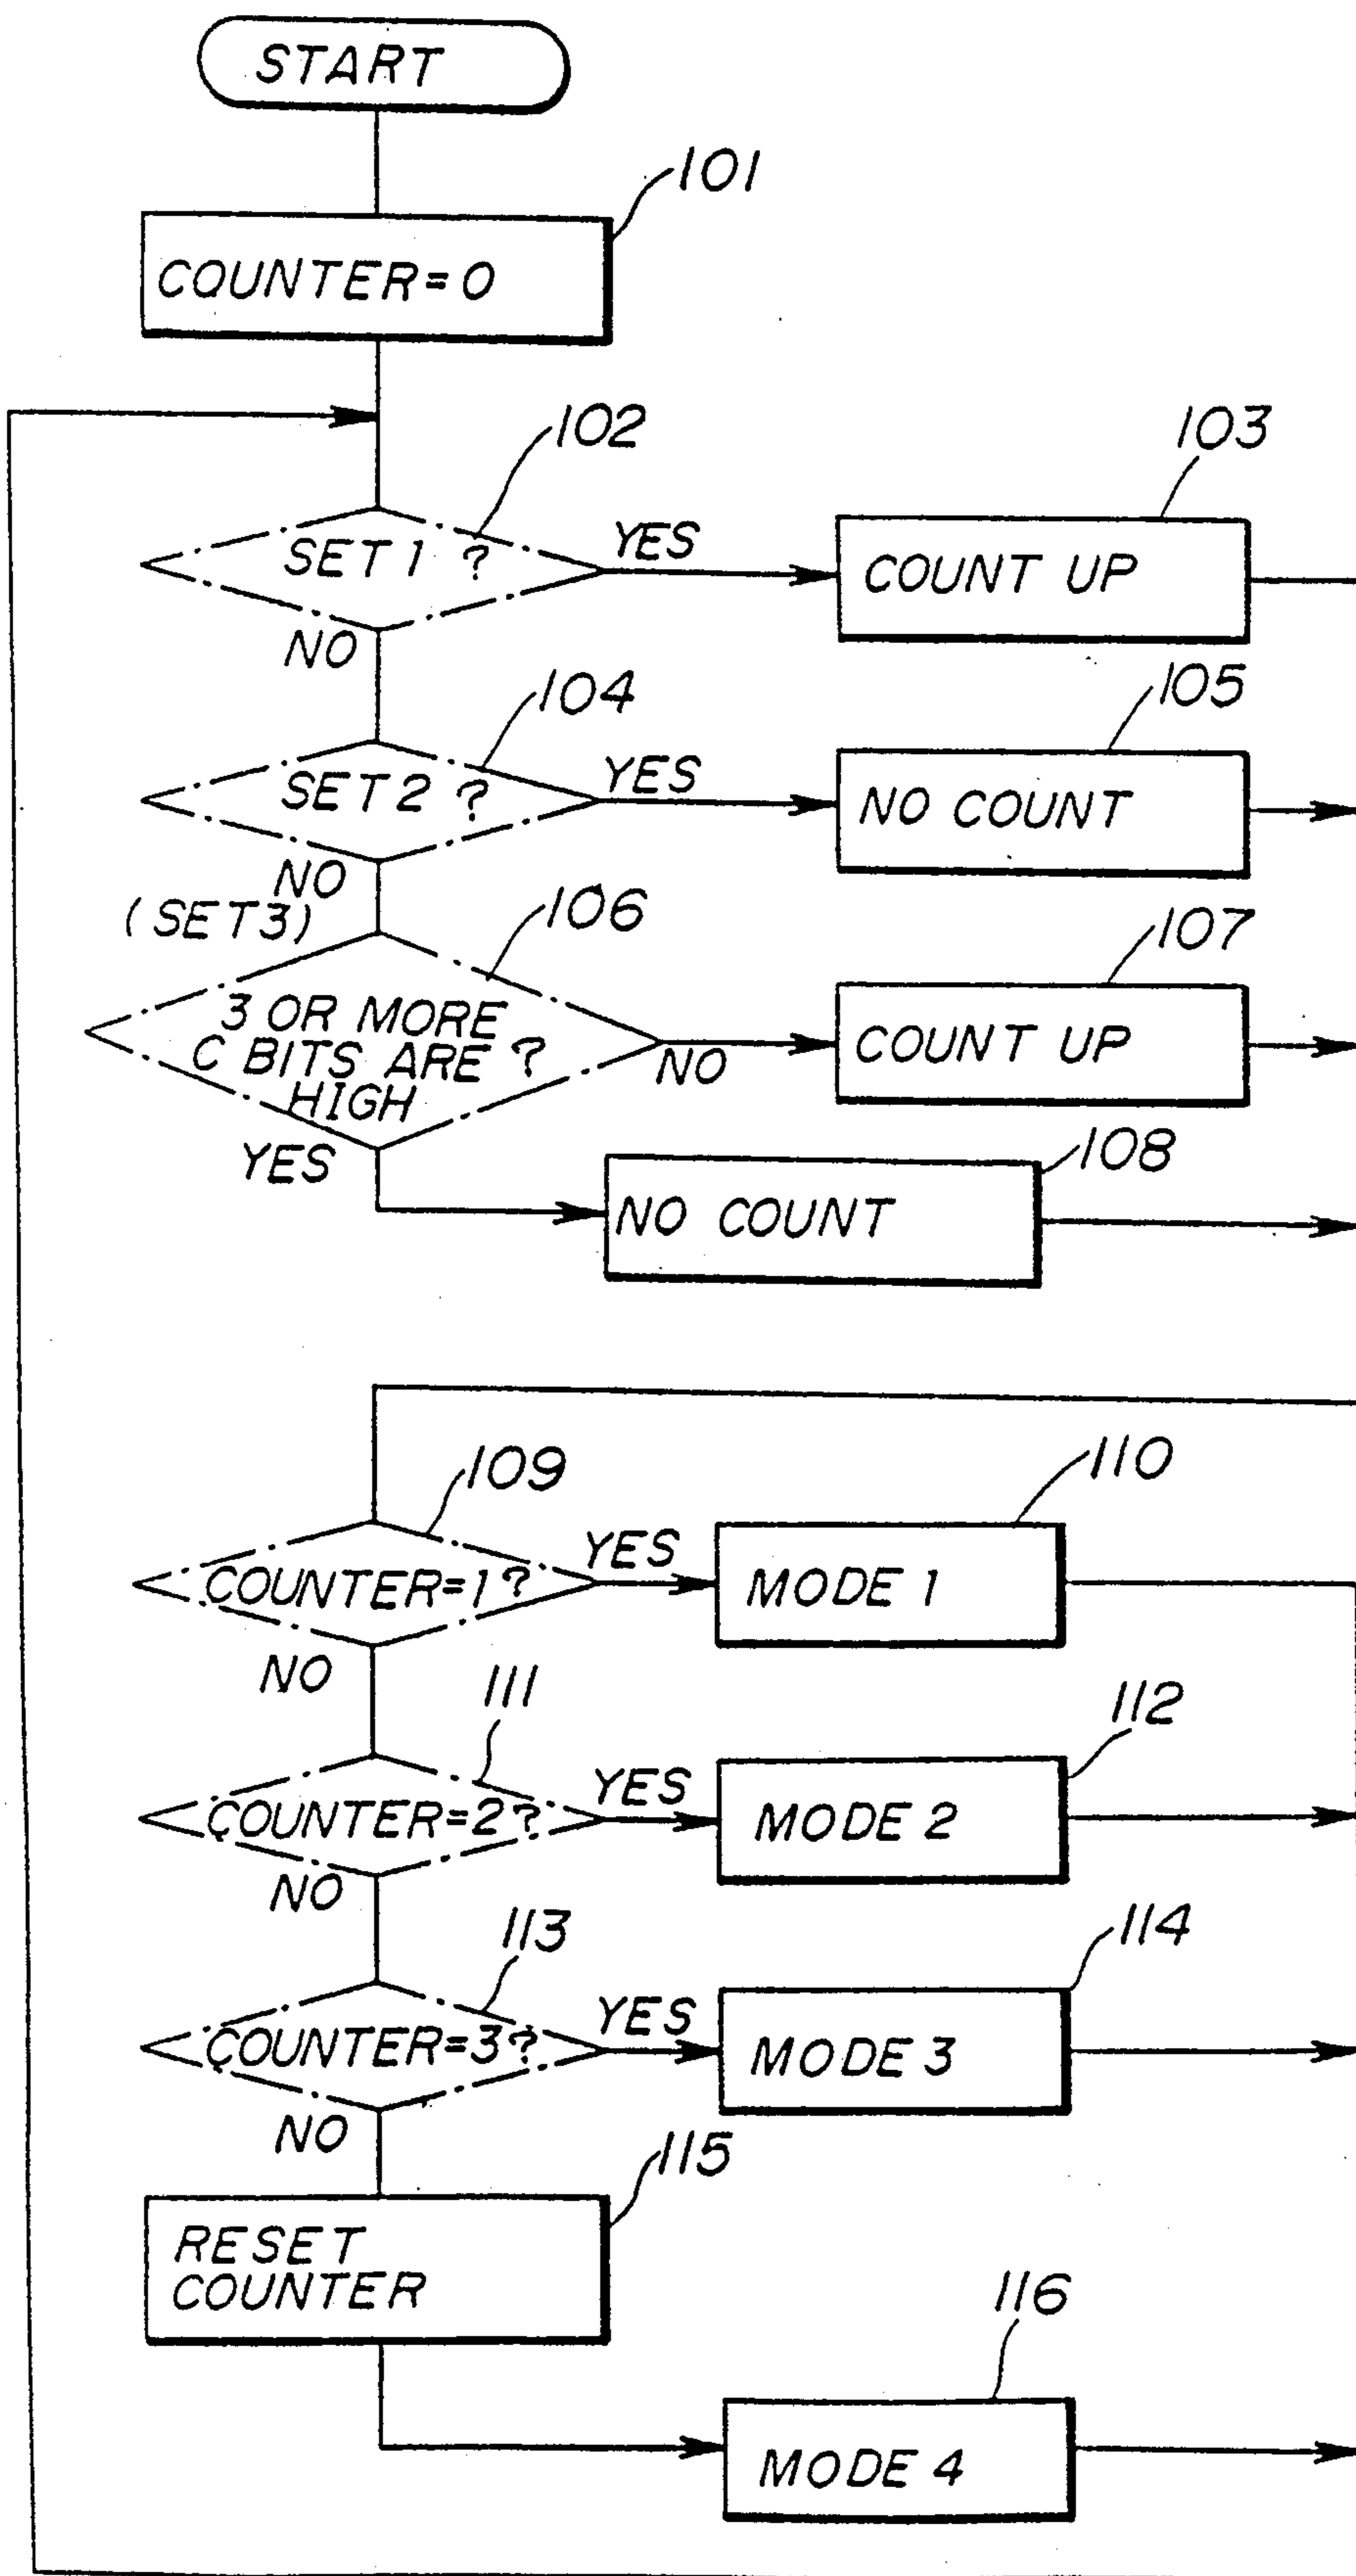 START
101
COUNTER=0
102
103
SET 1 ?
YES
COUNT UP
NO
104
105
SET 2 ?
YES
NO COUNT
NO
(SET3)
106
107
3 OR MORE
C BITS ARE ?
HIGH
NO
COUNT UP
YES
108
NO COUNT
109
110
COUNTER=1?
YES
MODE 1
NO
111
112
COUNTER=2?
YES
MODE 2
NO
113
114
COUNTER=3?
YES
MODE 3
NO
115
RESET
COUNTER
116
MODE 4